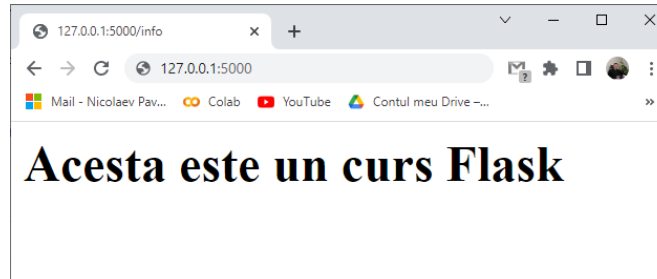 127.0.0.1:5000/info
127.0.0.1:5000
Mail - Nicolaev Pav... Colab YouTube Contul meu Drive –...
Acesta este un curs Flask